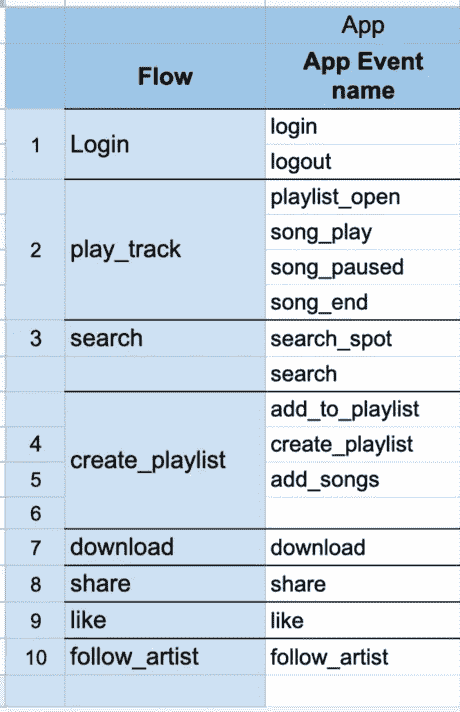 App
Flow
App Event
name
1 Login login
logout
2 play_track playlist_open
song_play
song_paused
song_end
3 search search_spot
search
create_playlist add_to_playlist
4 create_playlist
5 add_songs
6
7 download download
8 share share
9 like like
10 follow_artist follow_artist